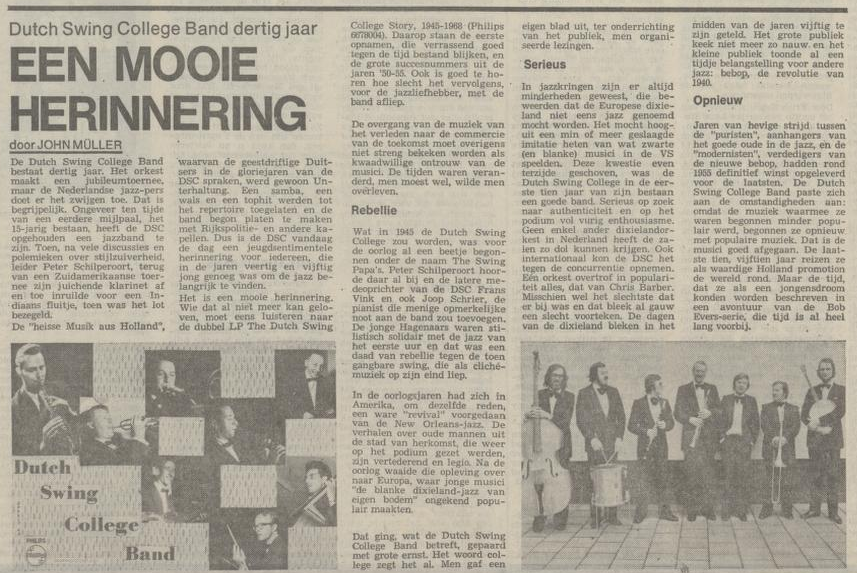 Dutch Swing College Band dertig jaar
EEN MOOIE
HERINNERING
door JOHN MÜLLER
De Dutch Swing College Band
bestaat dertig jaar. Het orkest
maakt een jubileumtoernee,
maar de Nederlandse jazz-pers
doet er het zwijgen toe. Dat is
begrijpelijk. Ongeveer ten tijde
van een eerdere mijlpaal, het
15-jarig bestaan, heeft de DSC
opgehouden een jazzband te
zijn. Toen, na vele discussies en
polemieken over stijlzuiverheid,
leider Peter Schilperoort, terug
van een Zuidamerikaanse toer-
nee zijn juichende klarinet af
en toe inruilde voor een In-
diaans fluitje, toen was het lot
bezegeld.
De "heisse Musik aus Holland",
waarvan de geestdriftige Duit-
sers in de gloriejaren van de
DSC spraken, werd gewoon Un-
terhaltung. Een samba, een
wals en een tophit werden tot
het repertoire toegelaten en de
band begon platen te maken
met Rijkspolitie- en andere ka-
pellen. Dus is de DSC vandaag
de dag een jeugdsentimentele
herinnering voor iedereen, die
in de jaren veertig en vijftig
jong genoeg was om de jazz be-
langrijk te vinden.
Het is een mooie herinnering.
Wie dat al niet meer kan gelo-
ven, moet eens luisteren naar
de dubbel LP The Dutch Swing
College Story, 1945-1968 (Philips
6678004). Daarop staan de eerste
opnamen, die verrassend goed
tegen de tijd bestand blijken, en
de grote succesnummers uit de
jaren '50-55. Ook is goed te ho-
ren hoe slecht het vervolgens,
voor de jazzliefhebber, met de
band afliep.
De overgang van de muziek van
het verleden naar de commercie
van de toekomst moet overigens
niet streng bekeken worden als
kwaadwillige ontrouw van de
musici. De tijden waren veran-
derd, men moest wel, wilde men
overleven.
Rebellie
Wat in 1945 de Dutch Swing
College zou worden, was voor
de oorlog al een beetje begon-
nen onder de naam The Swing
Papa's. Peter Schilperoort hoor-
de daar al bij en de latere me-
deoprichter van de DSC Frans
Vink en ook Joop Schrier, de
pianist die menige opmerkelijke
noot aan de band zou toevoegen.
De jonge Hagenaars waren sti-
listisch solidair met de jazz van
het eerste uur en dat was een
daad van rebellie tegen de toen
gangbare swing, die als cliché-
muziek op zijn eind liep.
In de oorlogsjaren had zich in
Amerika, om dezelfde reden,
een ware "revival" voorgedaan
van de New Orleans-jazz. De
verhalen over oude mannen uit
de stad van herkomst, die weer
op het podium gezet werden,
zijn vertederend en legio. Na de
oorlog waaide die opleving over
naar Europa, waar jonge musici
"de blanke dixieland-jazz van
eigen bodem" ongekend popu-
lair maakten.
Dat ging, wat de Dutch Swing
College Band betreft, gepaard
met grote ernst. Het woord col-
lege zegt het al. Men gaf een
eigen blad uit, ter onderrichting
van het publiek, men organi-
seerde lezingen.
Serieus
In jazzkringen zijn er altijd
minderheden geweest, die be-
weerden dat de Europese dixie-
land niet eens jazz genoemd
mocht worden. Het mocht hoog-
uit een min of meer geslaagde
imitatie heten van wat zwarte
(en blanke) musici in de VS
speelden. Deze kwestie even
terzijde geschoven, was de
Dutch Swing College in de eer-
ste tien jaar van zijn bestaan
een goede band. Serieus op zoek
naar authenticiteit en op het
podium vol vurig enthousiasme.
Geen enkel ander dixielandor-
kest in Nederland heeft de za-
len zo dol kunnen krijgen. Ook
internationaal kon de DSC het
tegen de concurrentie opnemen.
Eén orkest overtrof in populari-
teit alles, dat van Chris Barber.
Misschien wel het slechtste dat
er bij was en dat bleek al gauw
een slecht voorteken. De dagen
van de dixieland bleken in het
midden van de jaren vijftig te
zijn geteld. Het grote publiek
keek niet meer zo nauw en het
kleine publiek toonde al een
tijdje belangstelling voor andere
jazz: bebop, de revolutie van
1940.
Opnieuw
Jaren van hevige strijd tussen
de "puristen", aanhangers van
het goede oude in de jazz, en de
"modernisten", verdedigers van
de nieuwe bebop, hadden rond
1955 definitief winst opgeleverd
voor de laatsten. De Dutch
Swing College Band paste zich
aan de omstandigheden aan:
omdat de muziek waarmee ze
waren begonnen minder popu-
lair werd, begonnen ze opnieuw
met populaire muziek. Dat is de
musici goed afgegaan. De laat-
ste tien, vijftien jaar reizen ze
als waardige Holland promotion
de wereld rond. Maar de tijd,
dat ze als een jongensdroom
konden worden beschreven in
een avontuur van de Bob
Evers-serie, die tijd is al heel
lang voorbij.
Dutch
Swing
College
Band
PHILIPS